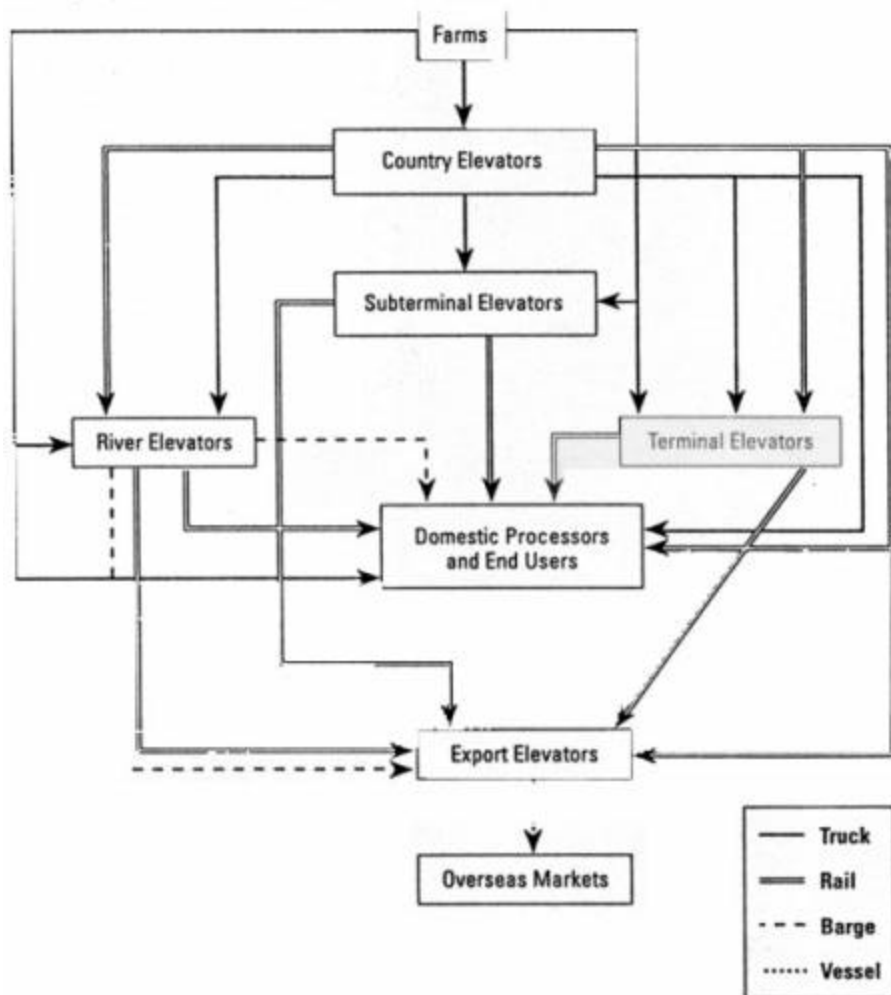 Farms
Country Elevators
Subterminal Elevators
River Elevators
Terminal Elevators
Domestic Processors
and End Users
Export Elevators
Overseas Markets
Truck
Rail
Barge
Vessel